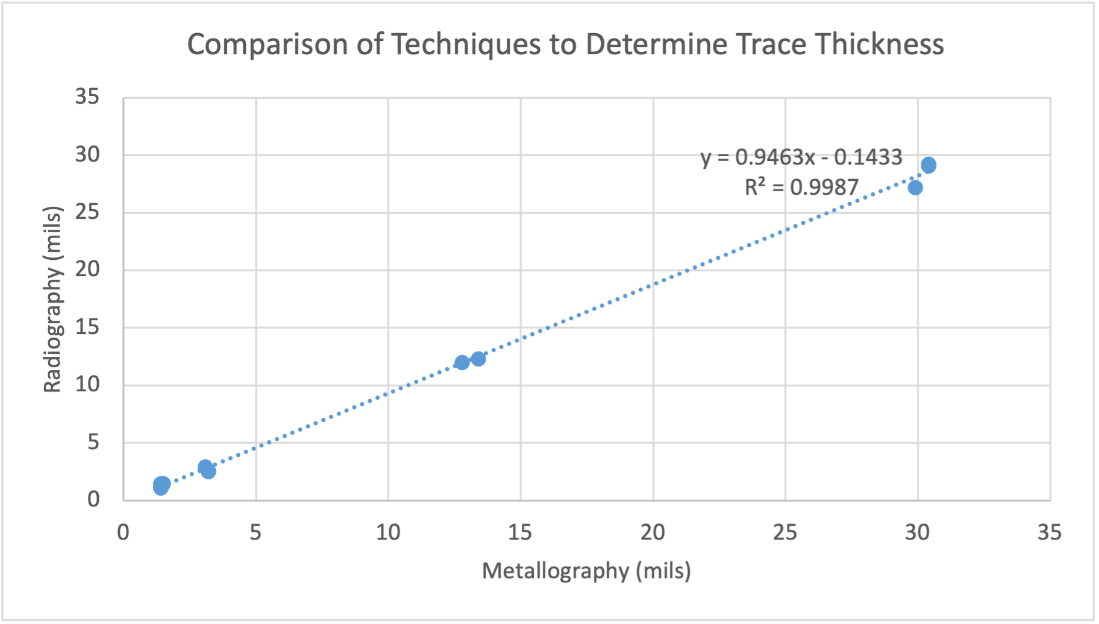 Comparison of Techniques to Determine Trace Thickness
35
30
25
20
15
10
5
0
Radiography (mils)
y = 0.9463x - 0.1433
R² = 0.9987
0 5 10 15 20 25 30 35
Metallography (mils)